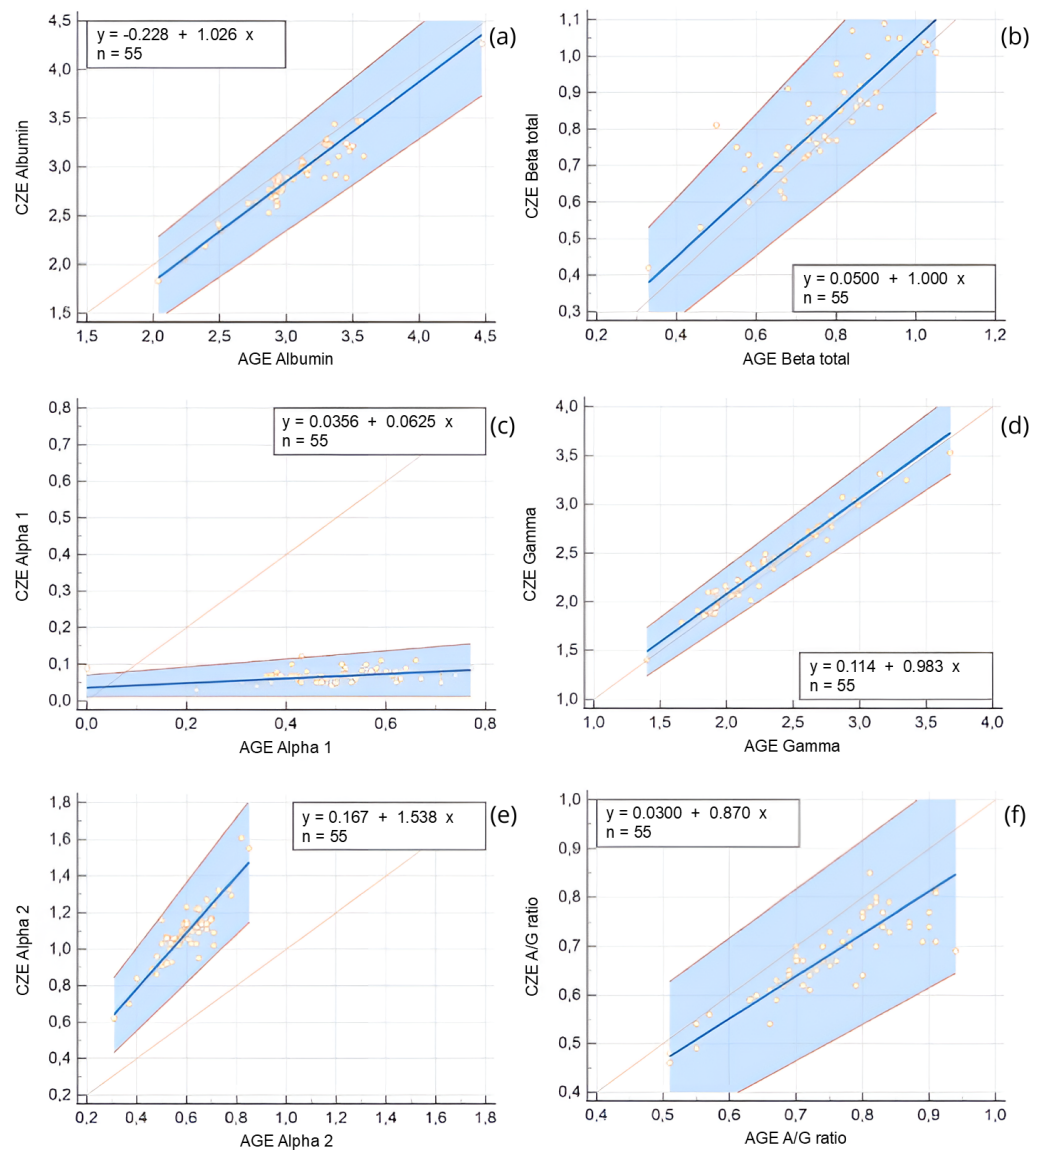 (a)
y = -0.228 + 1.026 x
n = 55
4,5
4,0
3,5
3,0
2,5
2,0
1,5
CZE Albumin
1,5 2,0 2,5 3,0 3,5 4,0 4,5
AGE Albumin
(b)
1,1
1,0
0,9
0,8
0,7
0,6
0,5
0,4
0,3
CZE Beta total
y = 0.0500 + 1.000 x
n = 55
0,2 0,4 0,6 0,8 1,0 1,2
AGE Beta total
(c)
y = 0.0356 + 0.0625 x
n = 55
0,8
0,7
0,6
0,5
0,4
0,3
0,2
0,1
0,0
CZE Alpha 1
0,0 0,2 0,4 0,6 0,8
AGE Alpha 1
(d)
4,0
3,5
3,0
2,5
2,0
1,5
1,0
CZE Gamma
y = 0.114 + 0.983 x
n = 55
1,0 1,5 2,0 2,5 3,0 3,5 4,0
AGE Gamma
(e)
y = 0.167 + 1.538 x
n = 55
1,8
1,6
1,4
1,2
1,0
0,8
0,6
0,4
0,2
CZE Alpha 2
0,2 0,4 0,6 0,8 1,0 1,2 1,4 1,6 1,8
AGE Alpha 2
(f)
y = 0.0300 + 0.870 x
n = 55
1,0
0,9
0,8
0,7
0,6
0,5
0,4
CZE A/G ratio
0,4 0,5 0,6 0,7 0,8 0,9 1,0
AGE A/G ratio